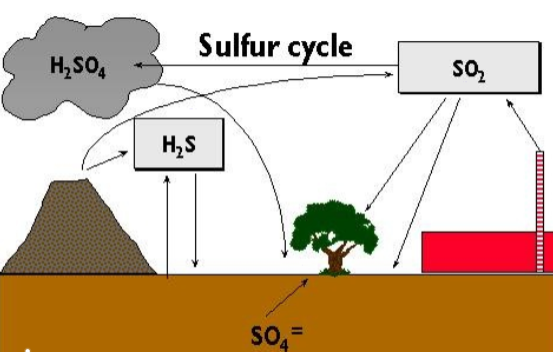 Sulfur cycle
H₂SO₄
SO₂
H₂S
SO₄=